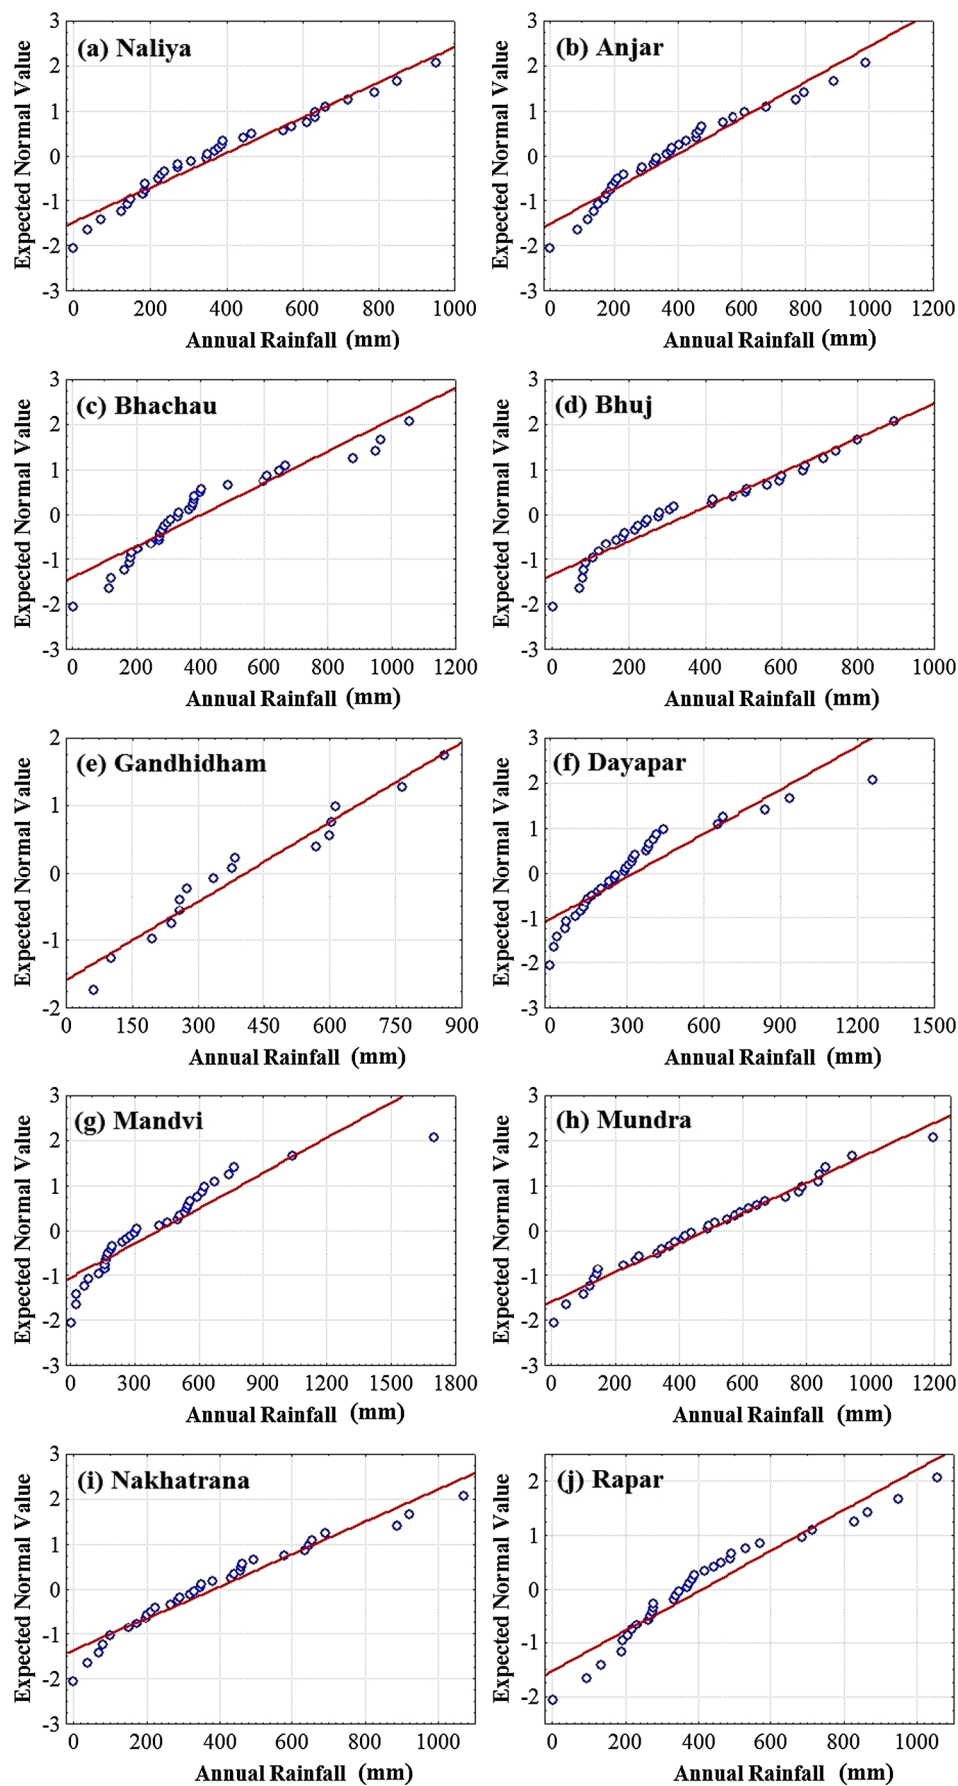 (a) Naliya
Expected Normal Value
3
2
1
0
-1
-2
-3
0 200 400 600 800 1000
Annual Rainfall (mm)
(b) Anjar
Expected Normal Value
3
2
1
0
-1
-2
-3
0 200 400 600 800 1000 1200
Annual Rainfall (mm)
(c) Bhachau
Expected Normal Value
3
2
1
0
-1
-2
-3
0 200 400 600 800 1000 1200
Annual Rainfall (mm)
(d) Bhuj
Expected Normal Value
3
2
1
0
-1
-2
-3
0 200 400 600 800 1000
Annual Rainfall (mm)
(e) Gandhidham
Expected Normal Value
2
1
0
-1
-2
0 150 300 450 600 750 900
Annual Rainfall (mm)
(f) Dayapar
Expected Normal Value
3
2
1
0
-1
-2
-3
0 300 600 900 1200 1500
Annual Rainfall (mm)
(g) Mandvi
Expected Normal Value
3
2
1
0
-1
-2
-3
0 300 600 900 1200 1500 1800
Annual Rainfall (mm)
(h) Mundra
Expected Normal Value
3
2
1
0
-1
-2
-3
0 200 400 600 800 1000 1200
Annual Rainfall (mm)
(i) Nakhatrana
Expected Normal Value
3
2
1
0
-1
-2
-3
0 200 400 600 800 1000
Annual Rainfall (mm)
(j) Rapar
Expected Normal Value
2
1
0
-1
-2
0 200 400 600 800 1000
Annual Rainfall (mm)